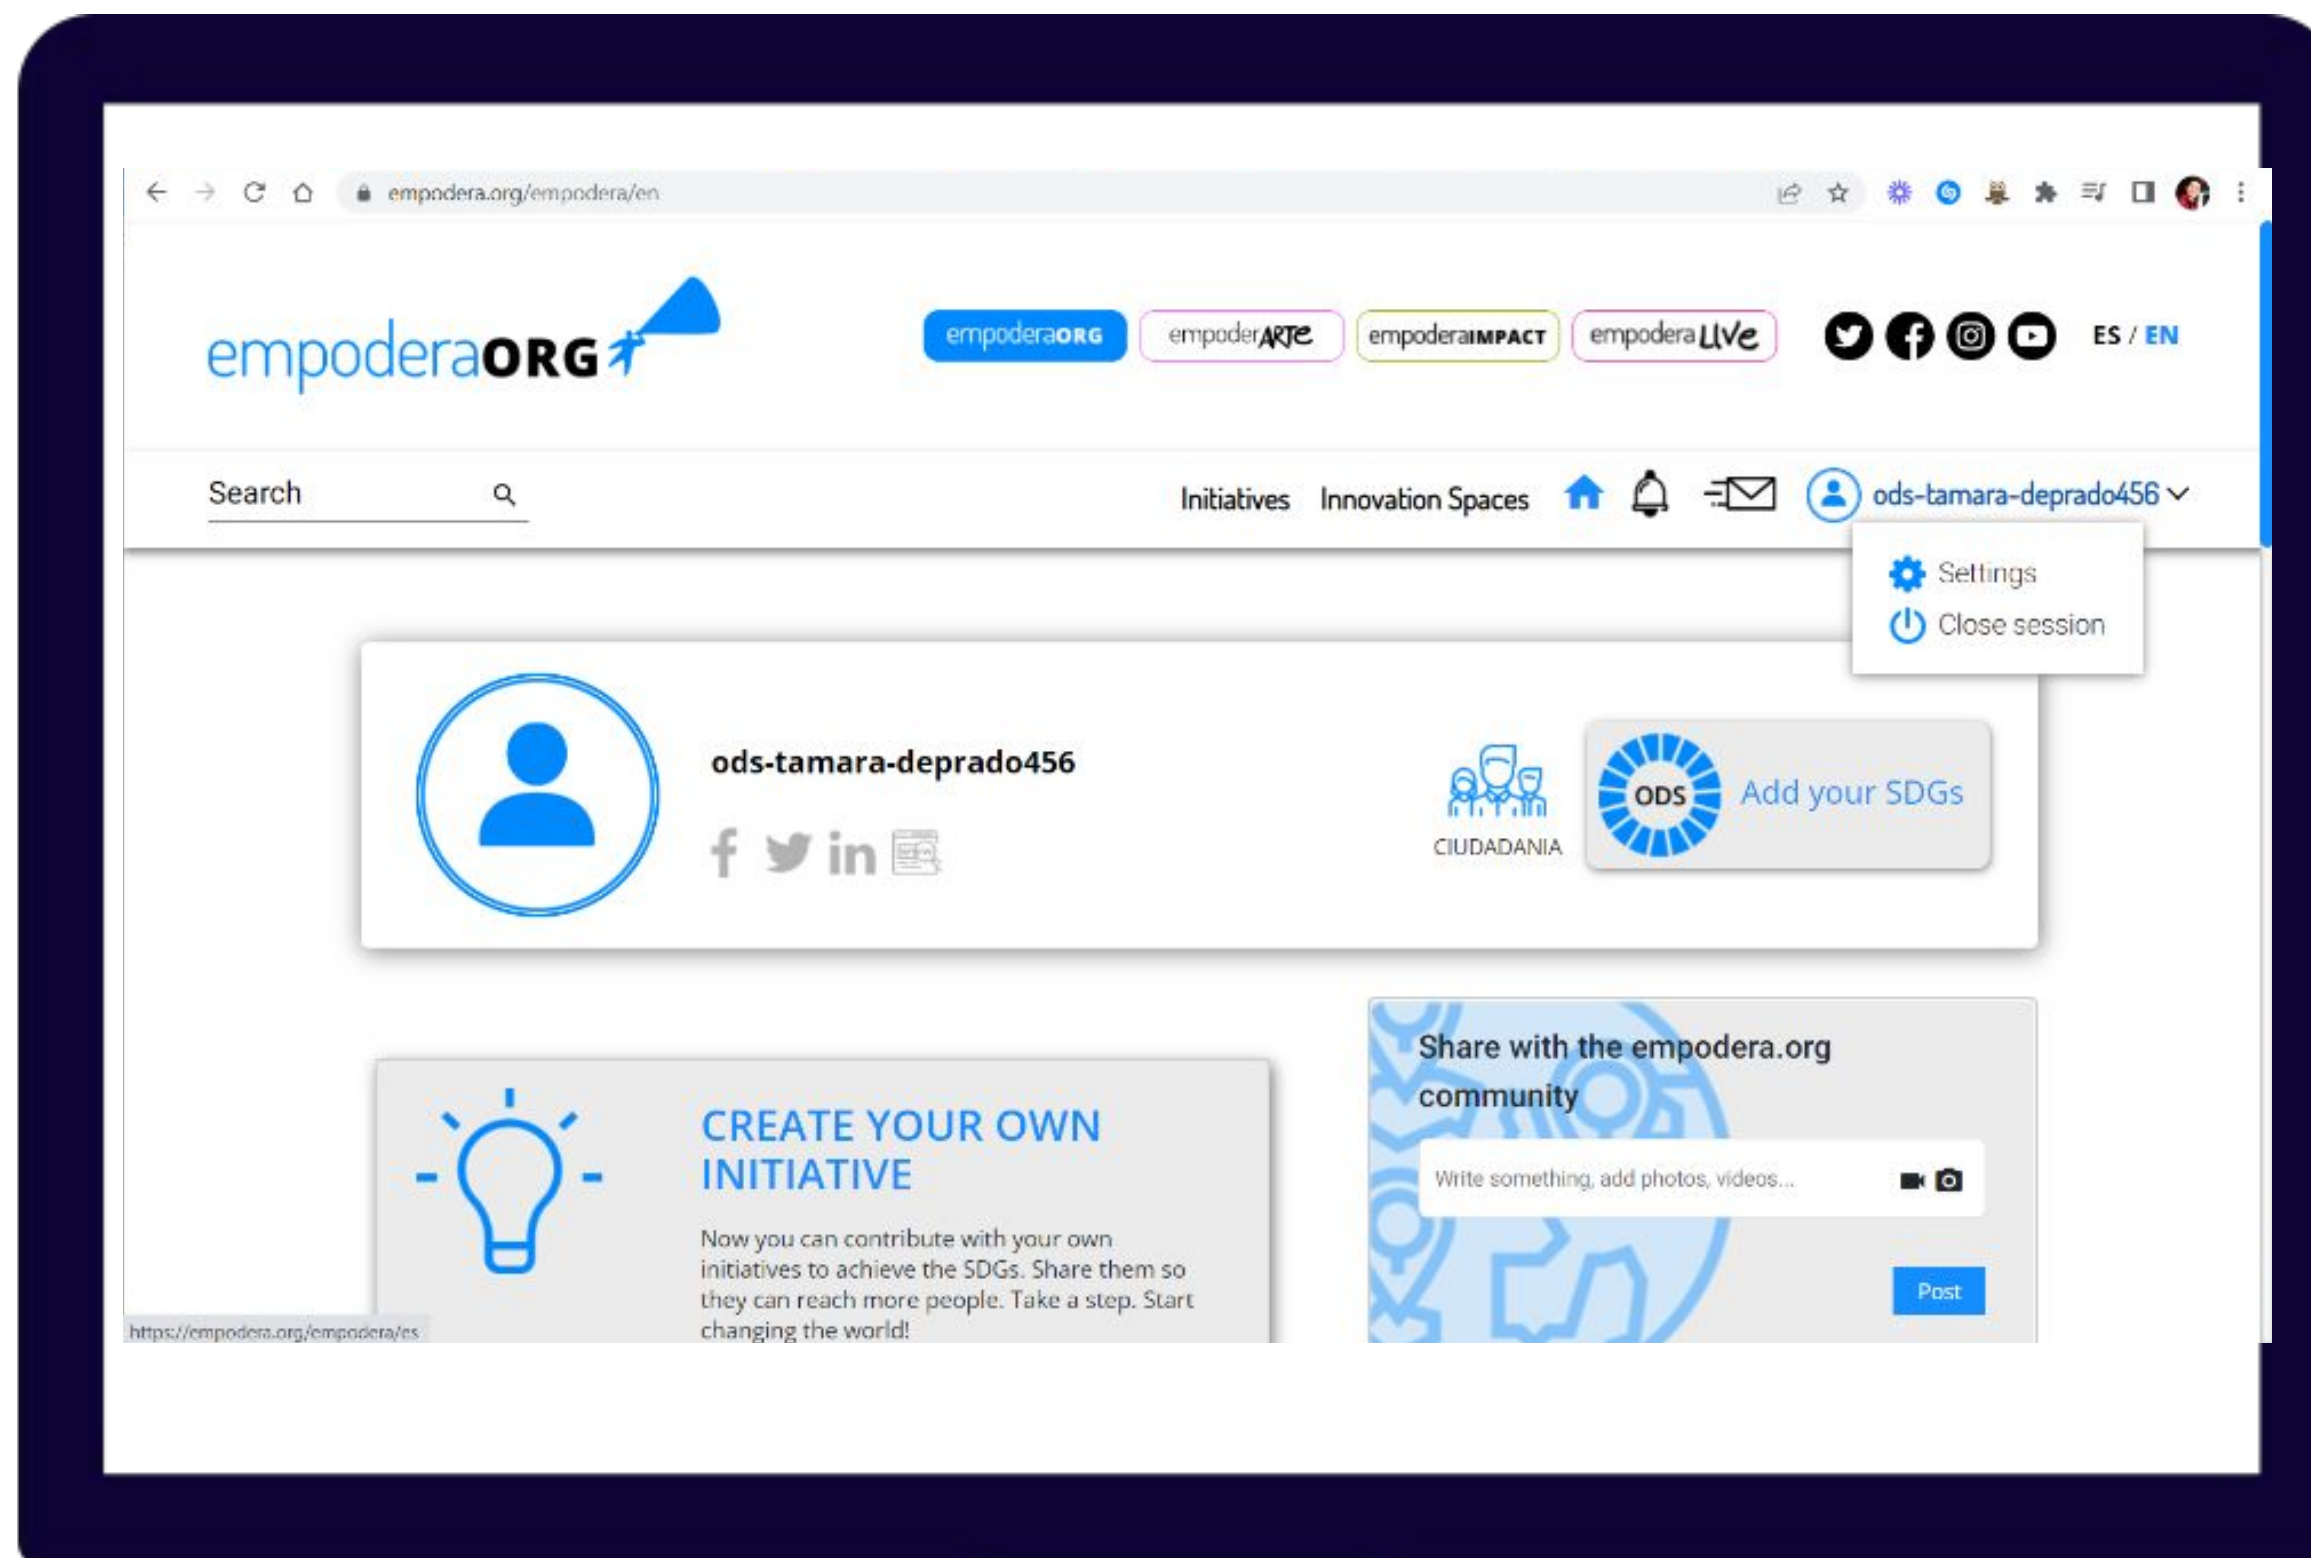 empodera.org/empodera/en
empoderaORG
empoderaORG
empoderARTE
empoderaIMPACT
empodera LIVe
ES / EN
Search
Initiatives
Innovation Spaces
ods-tamara-deprado456
Settings
Close session
ods-tamara-deprado456
CIUDADANIA
ODS
Add your SDGs
CREATE YOUR OWN
INITIATIVE
Now you can contribute with your own
initiatives to achieve the SDGs. Share them so
they can reach more people. Take a step. Start
changing the world!
Share with the empodera.org
community
Write something, add photos, videos...
Post
https://empodera.org/empodera/es